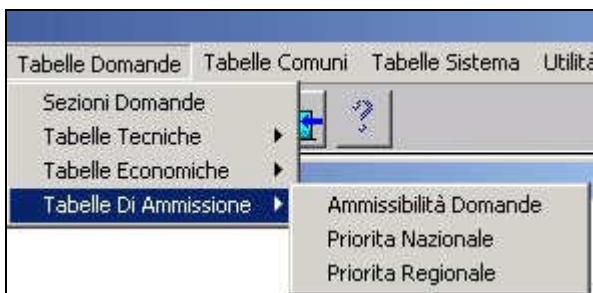 Tabelle Domande Tabelle Comuni Tabelle Sistema Utilità
Sezioni Domande
Tabelle Tecniche
Tabelle Economiche
Tabelle Di Ammissione
Ammissibilità Domande
Priorita Nazionale
Priorita Regionale